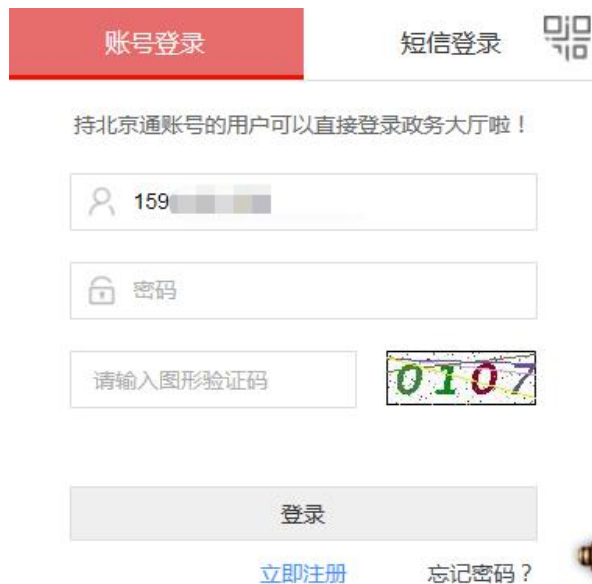 账号登录 短信登录
持北京通账号的用户可以直接登录政务大厅啦！
159
密码
请输入图形验证码 0107
登录
立即注册 忘记密码？